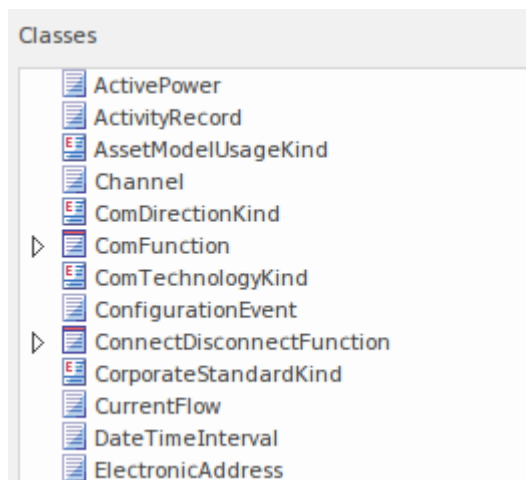 Classes
ActivePower
ActivityRecord
AssetModelUsageKind
Channel
ComDirectionKind
ComFunction
ComTechnologyKind
ConfigurationEvent
ConnectDisconnectFunction
CorporateStandardKind
CurrentFlow
DateTimeInterval
ElectronicAddress